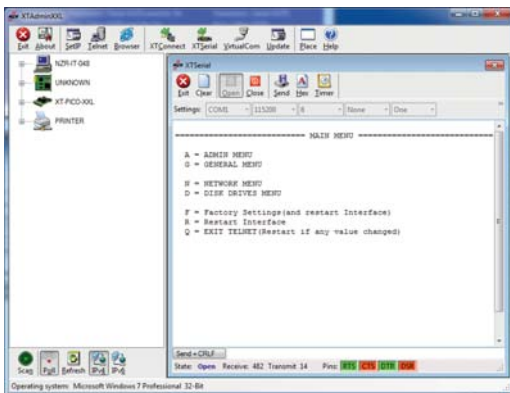 XTAdminXXL
Exit About SetIP Telnet Browser XTConnect XTSerial VirtualCom Update Place Help
NZR-IT-048
UNKNOWN
XT-PICO-XXL
PRINTER
XTSerial
Exit Clear Open Close Send Hex Timer
Settings: COM1 115200 8 None One
MAIN MENU
A = ADMIN MENU
G = GENERAL MENU
N = NETWORK MENU
D = DISK DRIVES MENU
F = Factory Settings(and restart Interface)
R = Restart Interface
Q = EXIT TELNET(Restart if any value changed)
Send+CRLF
State: Open Receive: 482 Transmit 14 Pins: RTS CTS DTR DSR
Scan Poll Refresh IPv4 IPv6
Operating system: Microsoft Windows 7 Professional 32-Bit